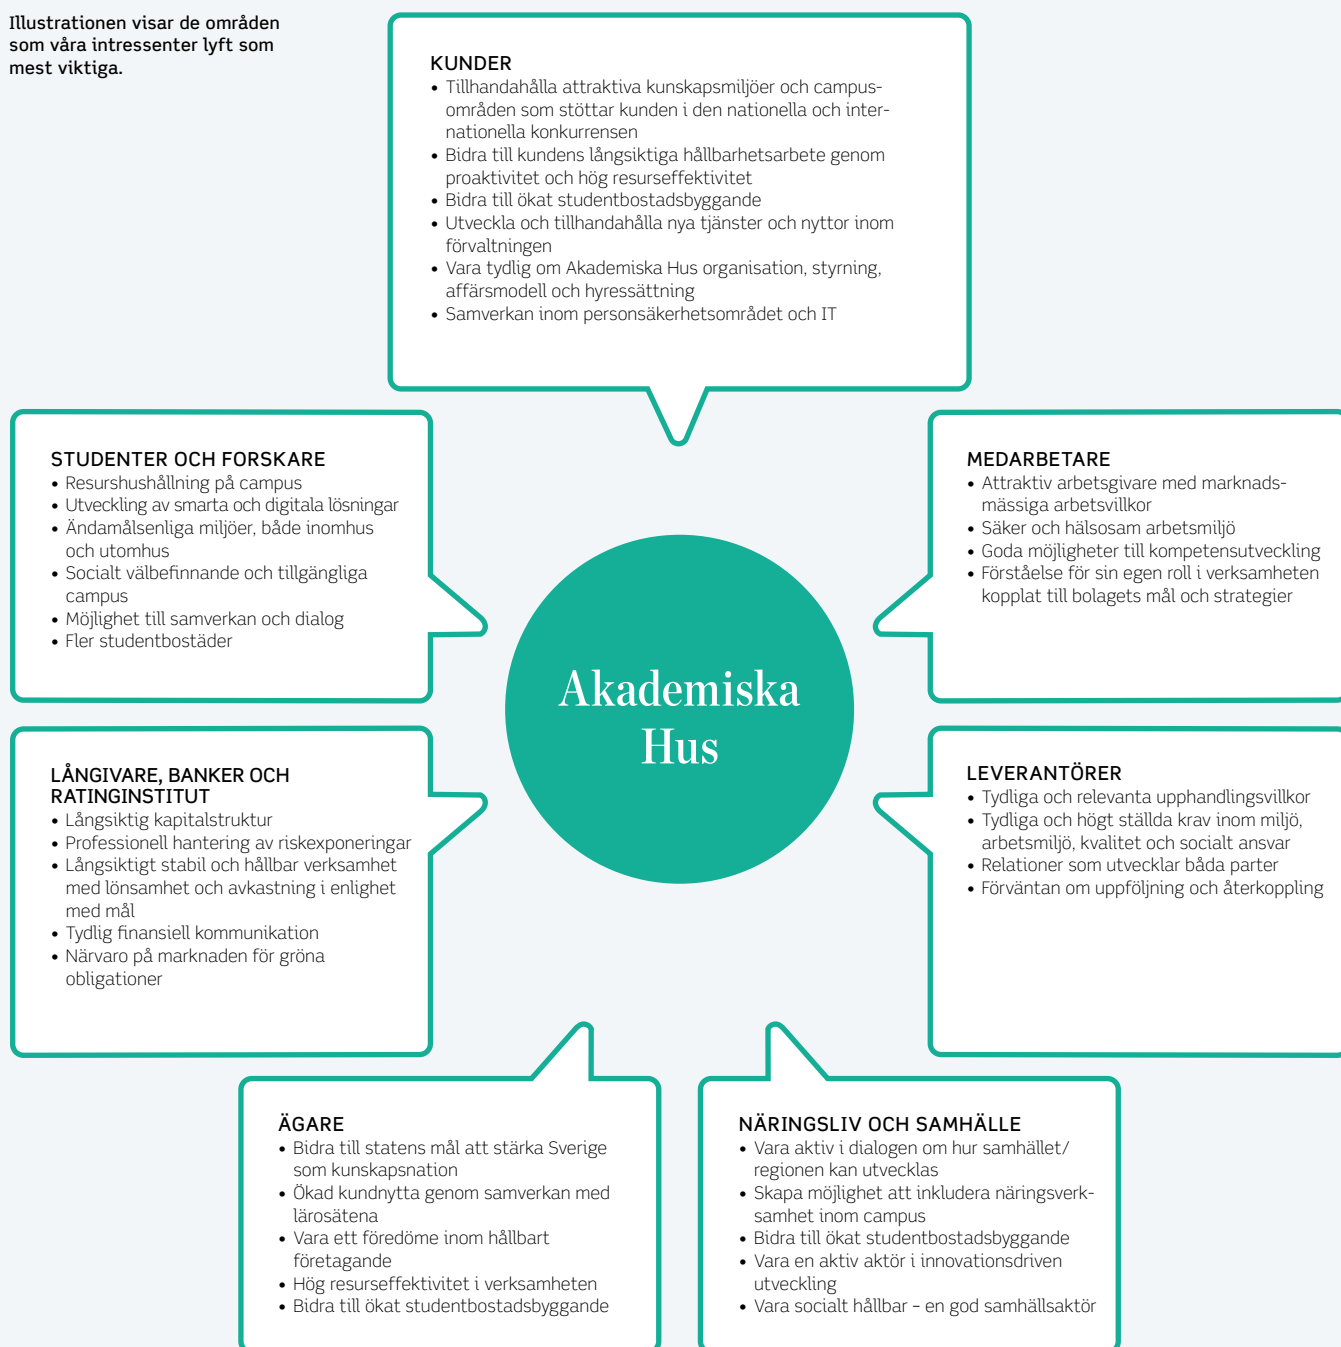 Illustrationen visar de områden
som våra intressenter lyft som
mest viktiga.
KUNDER
• Tillhandahålla attraktiva kunskapsmiljöer och campus-
områden som stöttar kunden i den nationella och inter-
nationella konkurrensen
• Bidra till kundens långsiktiga hållbarhetsarbete genom
proaktivitet och hög resurseffektivitet
• Bidra till ökat studentbostadsbyggande
• Utveckla och tillhandahålla nya tjänster och nyttor inom
förvaltningen
• Vara tydlig om Akademiska Hus organisation, styrning,
affärsmodell och hyressättning
• Samverkan inom personsäkerhetsområdet och IT
STUDENTER OCH FORSKARE
• Resurshushållning på campus
• Utveckling av smarta och digitala lösningar
• Ändamålsenliga miljöer, både inomhus
och utomhus
• Socialt välbefinnande och tillgängliga
campus
• Möjlighet till samverkan och dialog
• Fler studentbostäder
MEDARBETARE
• Attraktiv arbetsgivare med marknads-
mässiga arbetsvillkor
• Säker och hälsosam arbetsmiljö
• Goda möjligheter till kompetensutveckling
• Förståelse för sin egen roll i verksamheten
kopplat till bolagets mål och strategier
Akademiska
Hus
LÅNGIVARE, BANKER OCH
RATINGINSTITUT
• Långsiktig kapitalstruktur
• Professionell hantering av riskexponeringar
• Långsiktigt stabil och hållbar verksamhet
med lönsamhet och avkastning i enlighet
med mål
• Tydlig finansiell kommunikation
• Närvaro på marknaden för gröna
obligationer
LEVERANTÖRER
• Tydliga och relevanta upphandlingsvillkor
• Tydliga och högt ställda krav inom miljö,
arbetsmiljö, kvalitet och socialt ansvar
• Relationer som utvecklar båda parter
• Förväntan om uppföljning och återkoppling
ÄGARE
• Bidra till statens mål att stärka Sverige
som kunskapsnation
• Ökad kundnytta genom samverkan med
lärosätena
• Vara ett föredöme inom hållbart
företagande
• Hög resurseffektivitet i verksamheten
• Bidra till ökat studentbostadsbyggande
NÄRINGSLIV OCH SAMHÄLLE
• Vara aktiv i dialogen om hur samhället/
regionen kan utvecklas
• Skapa möjlighet att inkludera näringsverk-
samhet inom campus
• Bidra till ökat studentbostadsbyggande
• Vara en aktiv aktör i innovationsdriven
utveckling
• Vara socialt hållbar – en god samhällsaktör